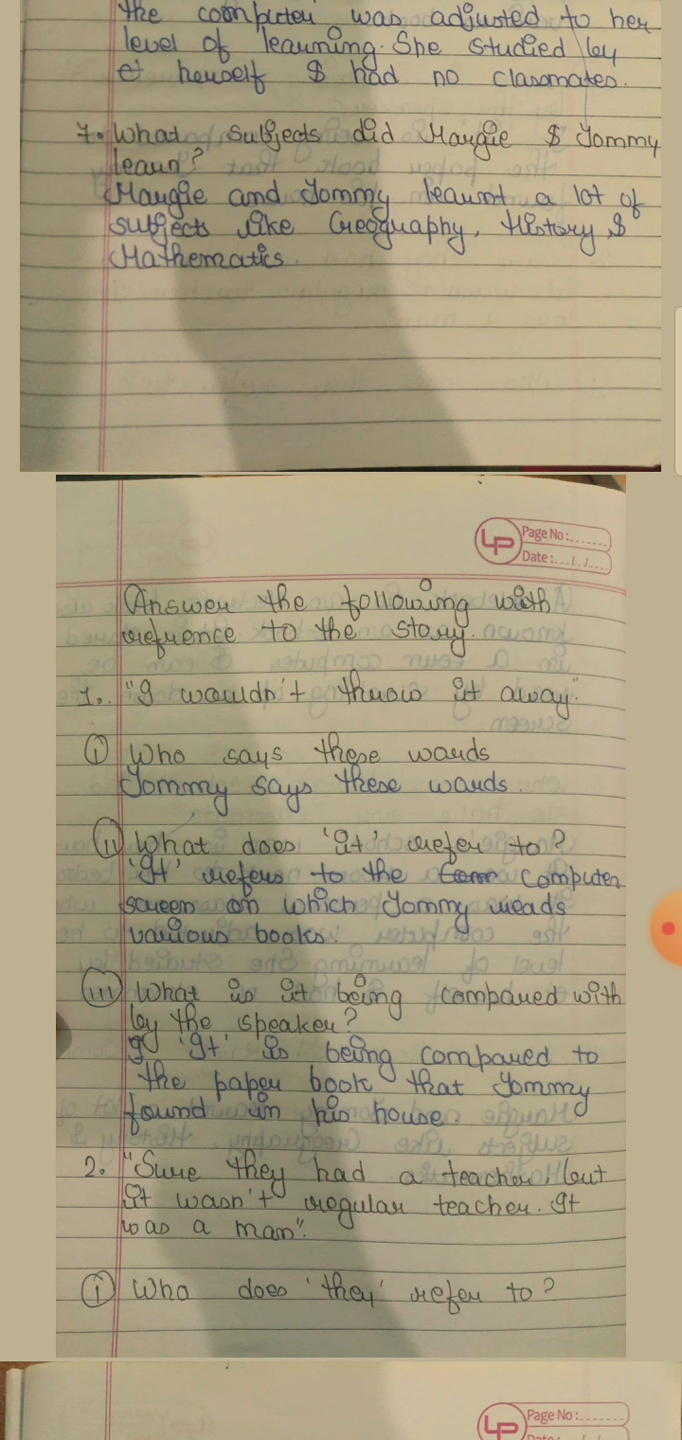 the computer was adjusted to her
level of learning. She studied by
herself & had no classmates.
7. What subjects did Margie & Tommy
learn?
Margie and Tommy learnt a lot of
subjects like Geography, History &
Mathematics.
LP Page No:.......
Date:..../..../....
Answer the following with
refrence to the story.
1. "I wouldn't throw it away."
(i) Who says these words
Tommy says these words.
(ii) What does 'it' refer to?
'It' refers to the computer
screen on which Tommy reads
various books.
(iii) What is it being compared with
by the speaker?
'It' is being compared to
the paper book that Tommy
found in his house.
2. "Sure they had a teacher, but
it wasn't regular teacher. It
was a man".
(i) Who does 'they' refer to?
LP Page No:.......